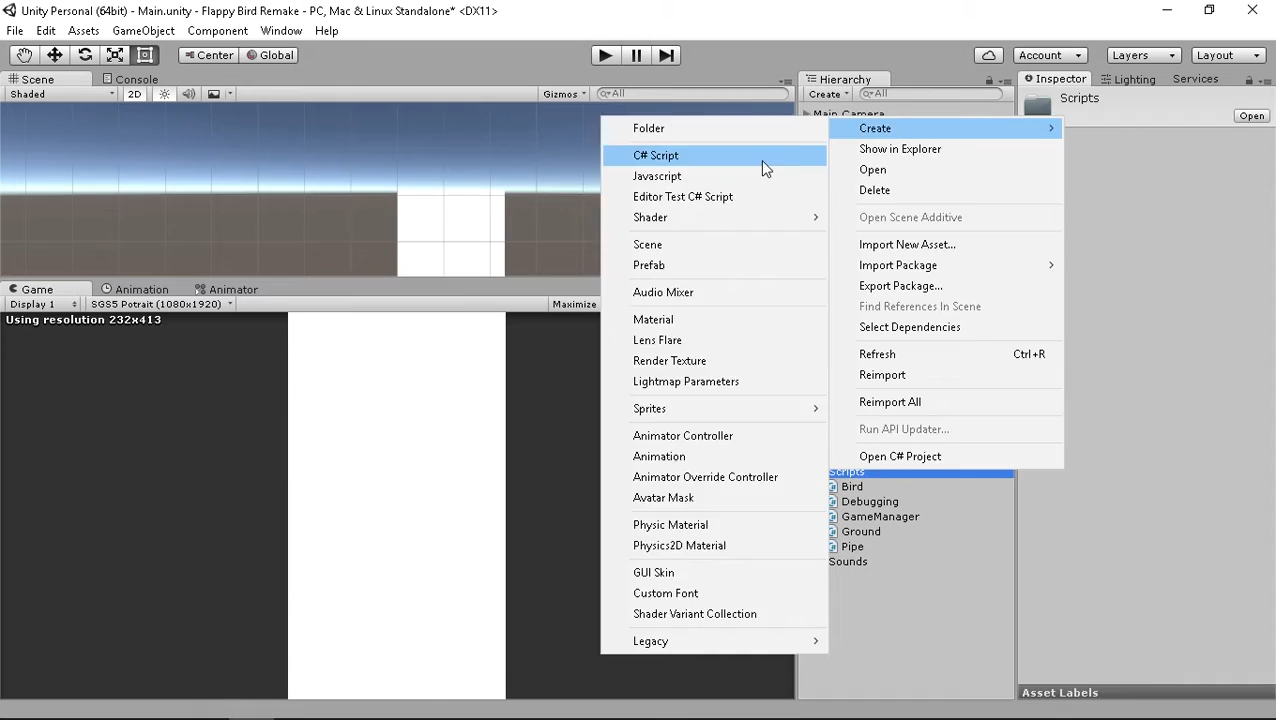 Unity Personal (64bit) - Main.unity - Flappy Bird Remake - PC, Mac & Linux Standalone* <DX11>
File Edit Assets GameObject Component Window Help
Center Global Account Layers Layout
Scene Console Hierarchy Inspector Lighting Services
Shaded 2D Gizmos All Create All Scripts
Main Camera Open
Folder
C# Script
Javascript
Editor Test C# Script
Shader
Scene
Prefab
Audio Mixer
Material
Lens Flare
Render Texture
Lightmap Parameters
Sprites
Animator Controller
Animation
Animator Override Controller
Avatar Mask
Physic Material
Physics2D Material
GUI Skin
Custom Font
Shader Variant Collection
Legacy
Create
Show in Explorer
Open
Delete
Open Scene Additive
Import New Asset...
Import Package
Export Package...
Find References In Scene
Select Dependencies
Refresh Ctrl+R
Reimport
Reimport All
Run API Updater...
Open C# Project
Game Animation Animator
Display 1 SGS5 Potrait (1080x1920) Maximize
Using resolution 232x413
Scripts
Bird
Debugging
GameManager
Ground
Pipe
Sounds
Asset Labels